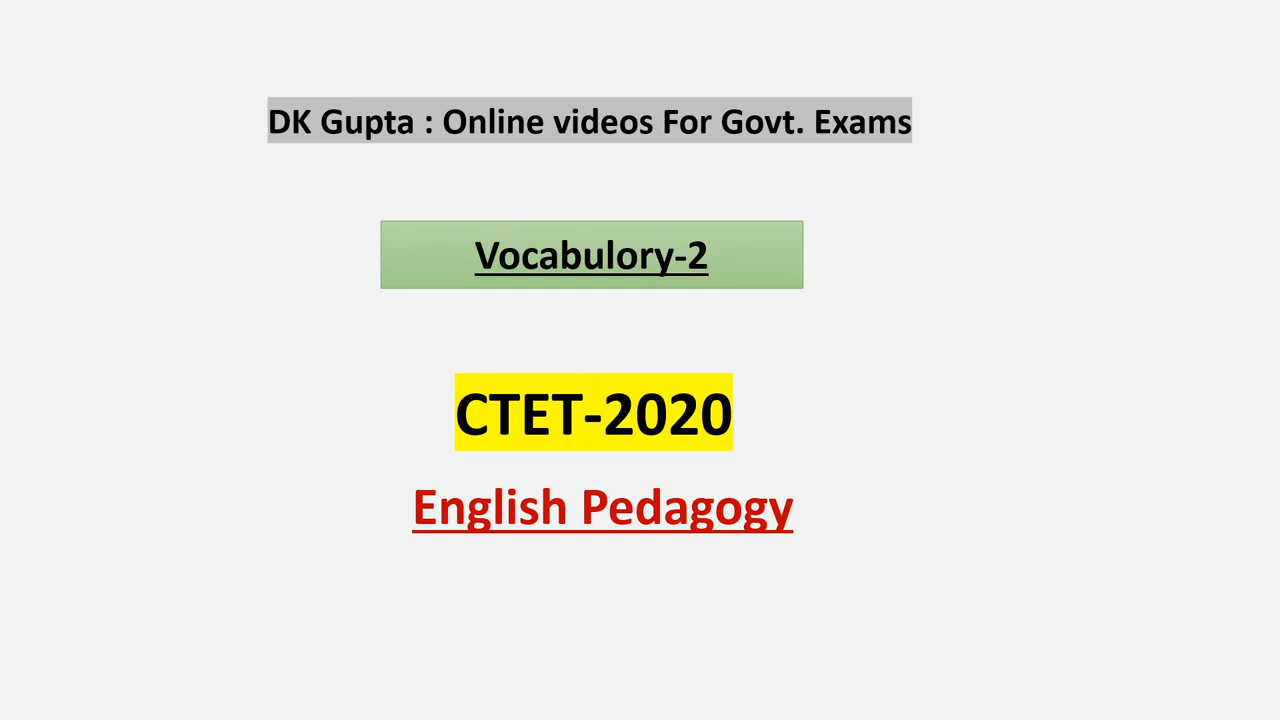 DK Gupta : Online videos For Govt. Exams
Vocabulory-2
CTET-2020
English Pedagogy